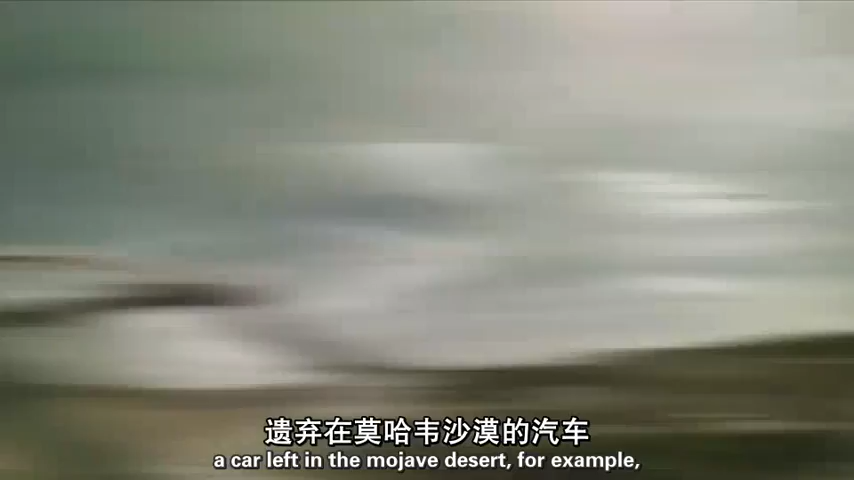 遗弃在莫哈韦沙漠的汽车
a car left in the mojave desert, for example,